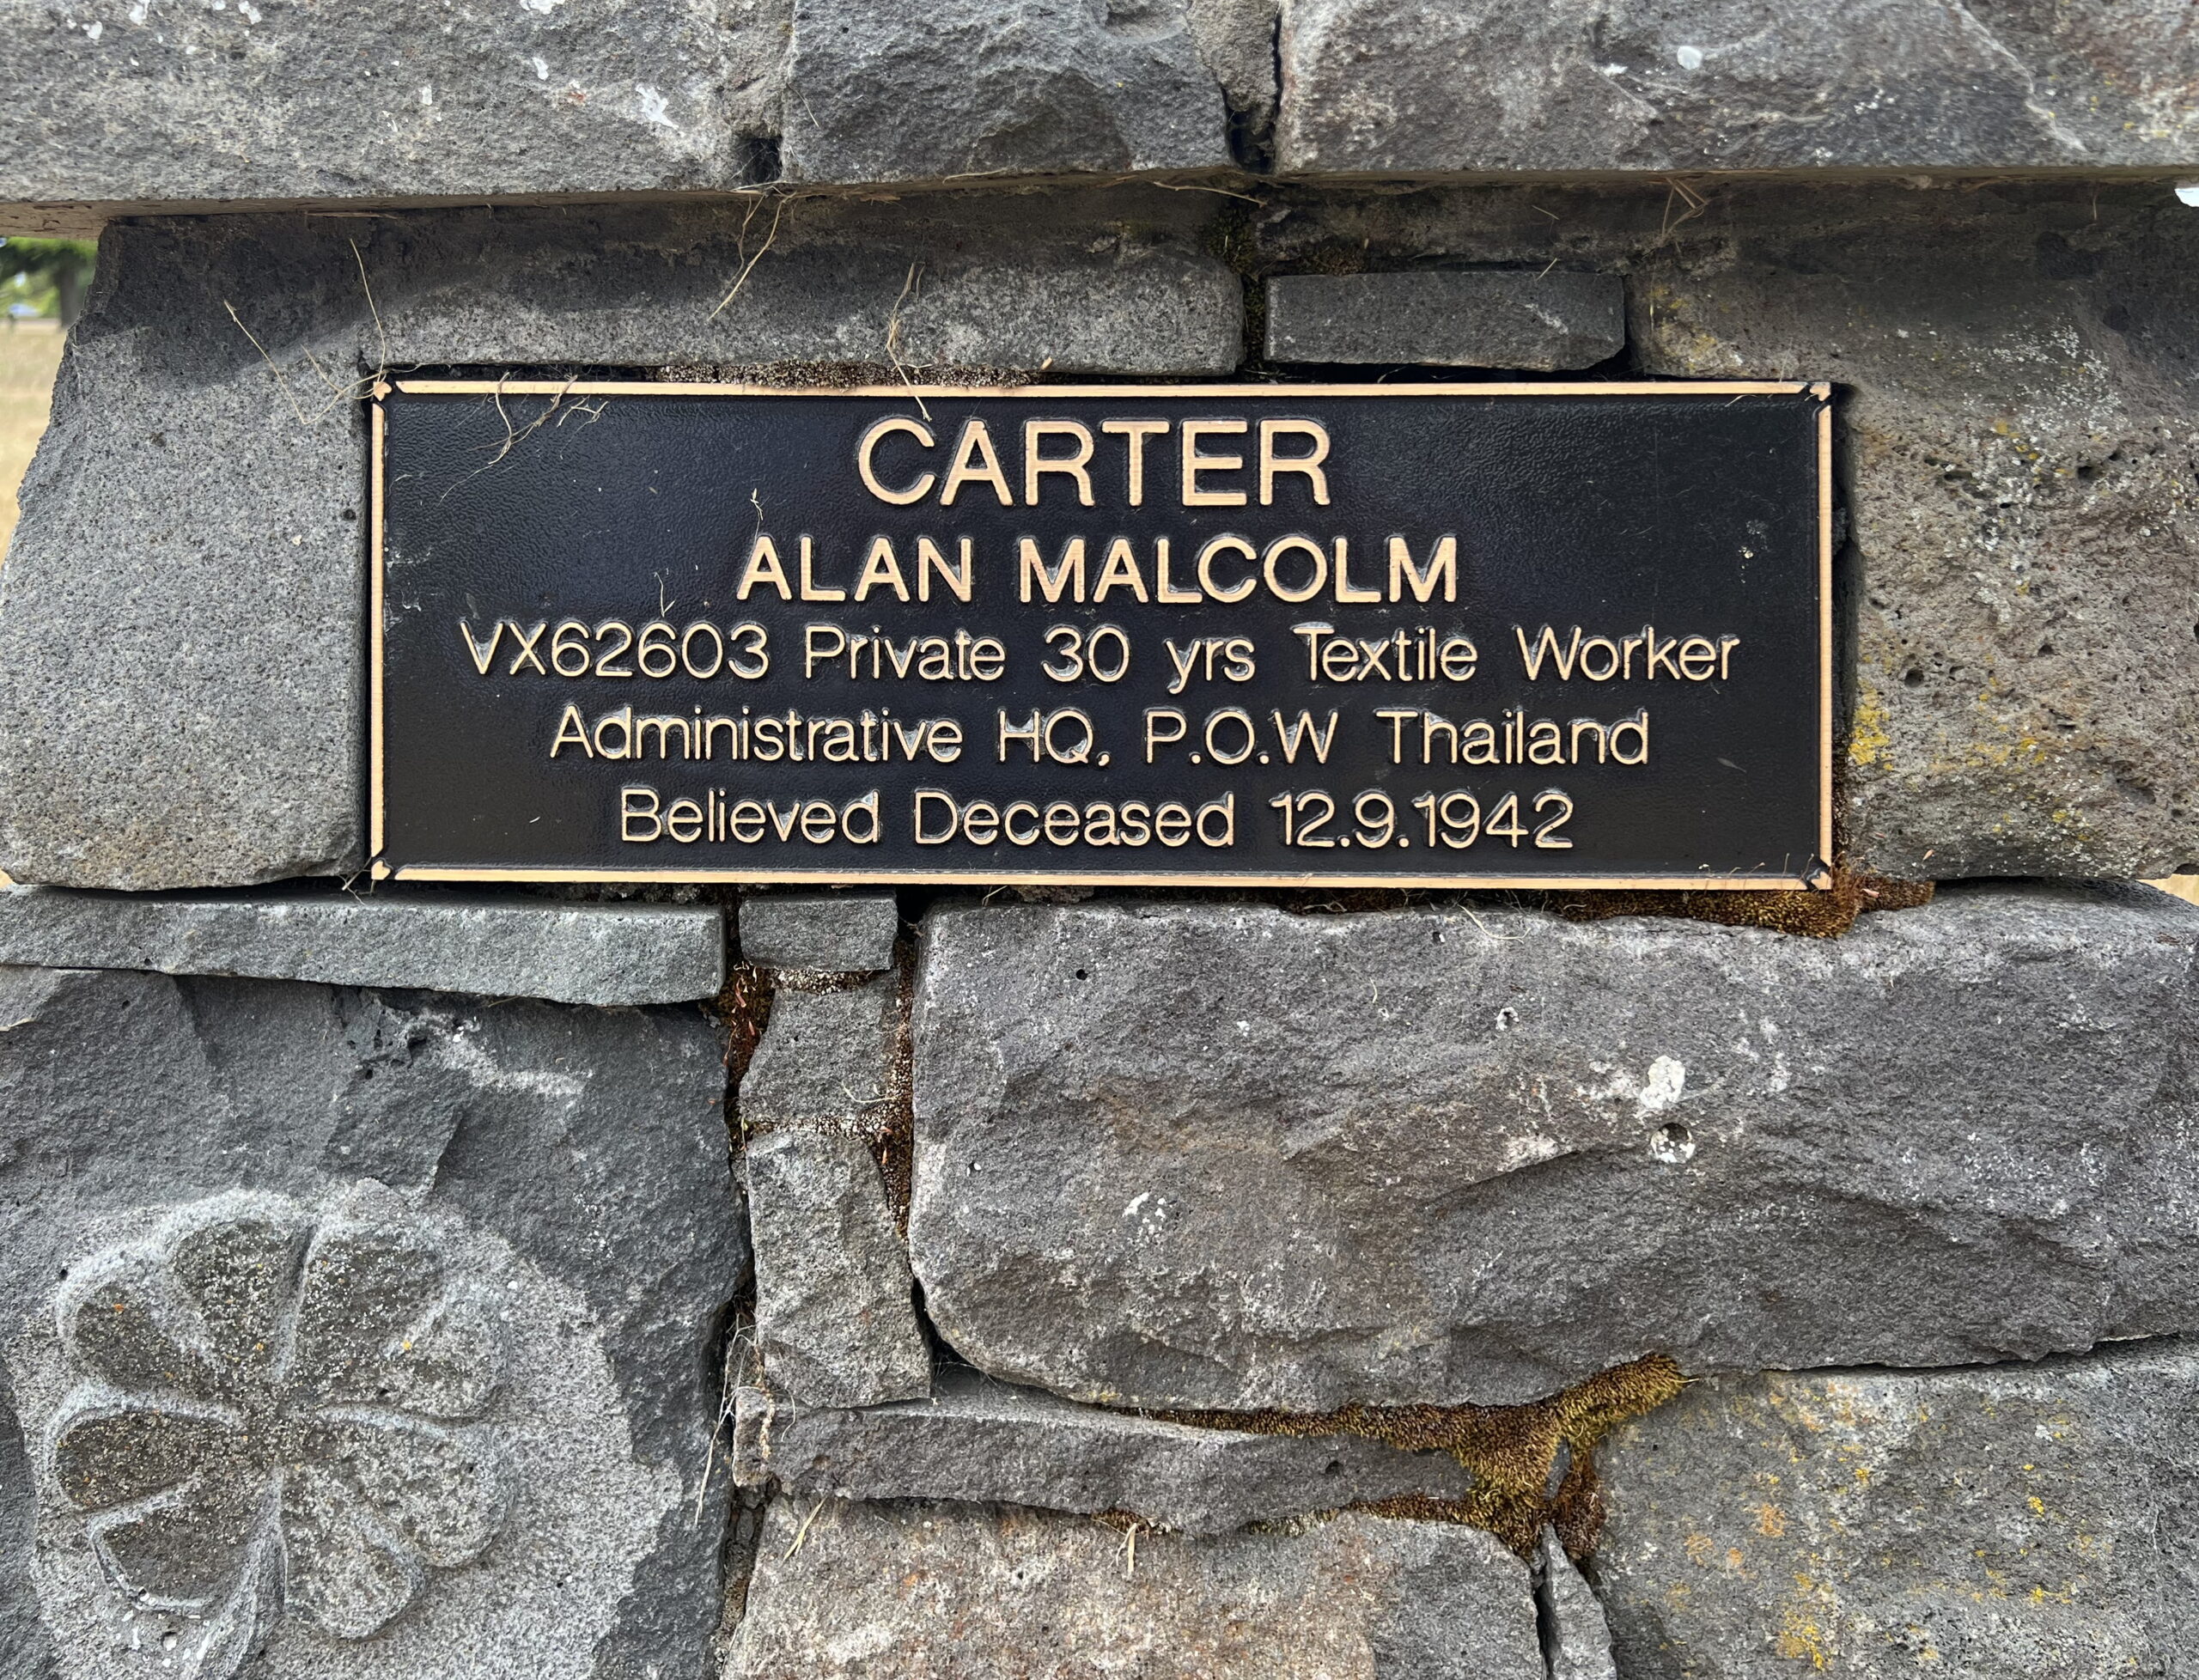 CARTER
ALAN MALCOLM
VX62603 Private 30 yrs Textile Worker
Administrative HQ, P.O.W Thailand
Believed Deceased 12.9.1942